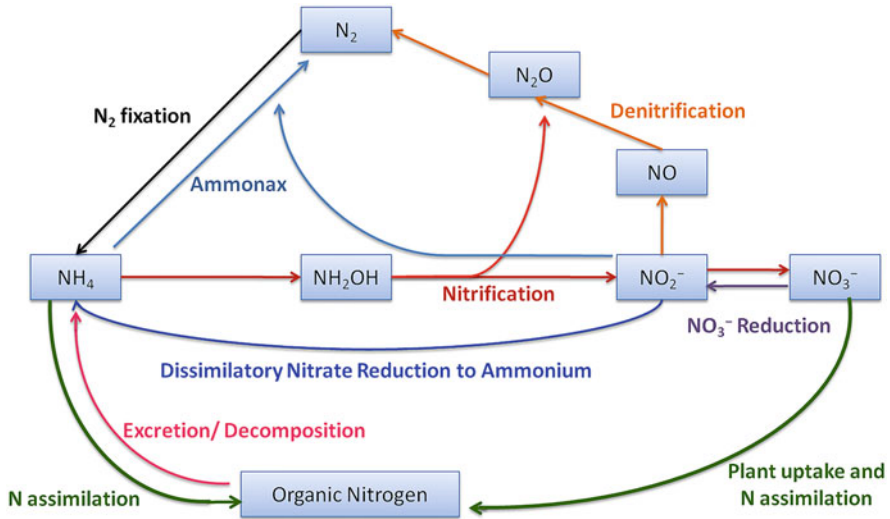 N₂
N₂O
N₂ fixation
Denitrification
NO
Ammonax
NH₄
NH₂OH
NO₂⁻
NO₃⁻
Nitrification
NO₃⁻ Reduction
Dissimilatory Nitrate Reduction to Ammonium
Excretion/ Decomposition
Plant uptake and
N assimilation
N assimilation
Organic Nitrogen